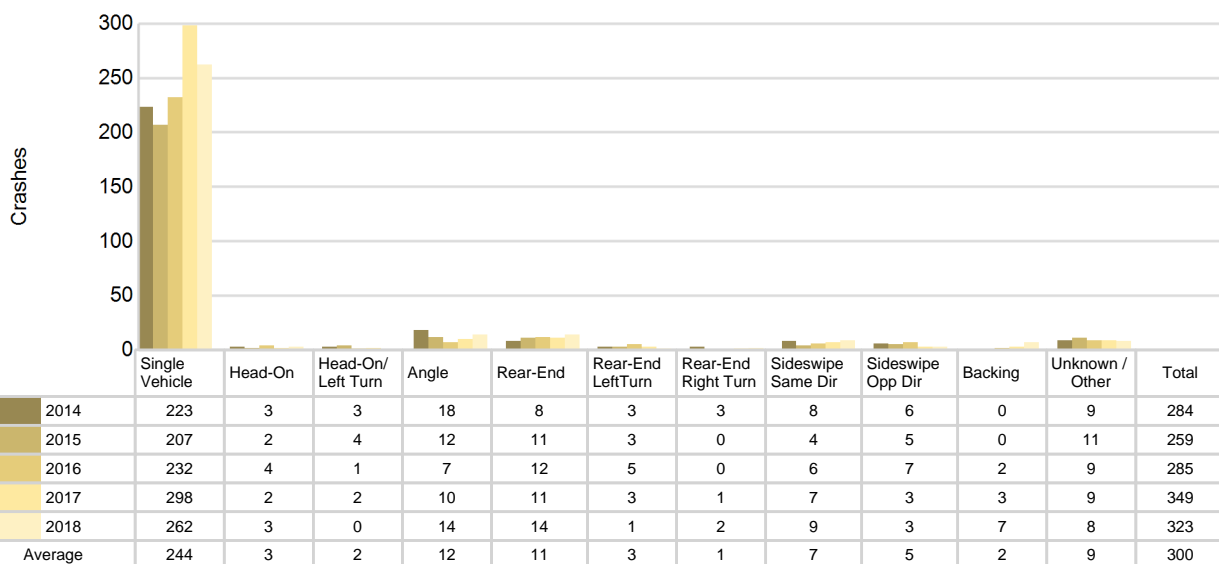 300
250
200
150
100
50
0
Crashes
Single Vehicle Head-On Head-On/ Left Turn Angle Rear-End Rear-End LeftTurn Rear-End Right Turn Sideswipe Same Dir Sideswipe Opp Dir Backing Unknown / Other Total
2014 223 3 3 18 8 3 3 8 6 0 9 284
2015 207 2 4 12 11 3 0 4 5 0 11 259
2016 232 4 1 7 12 5 0 6 7 2 9 285
2017 298 2 2 10 11 3 1 7 3 3 9 349
2018 262 3 0 14 14 1 2 9 3 7 8 323
Average 244 3 2 12 11 3 1 7 5 2 9 300